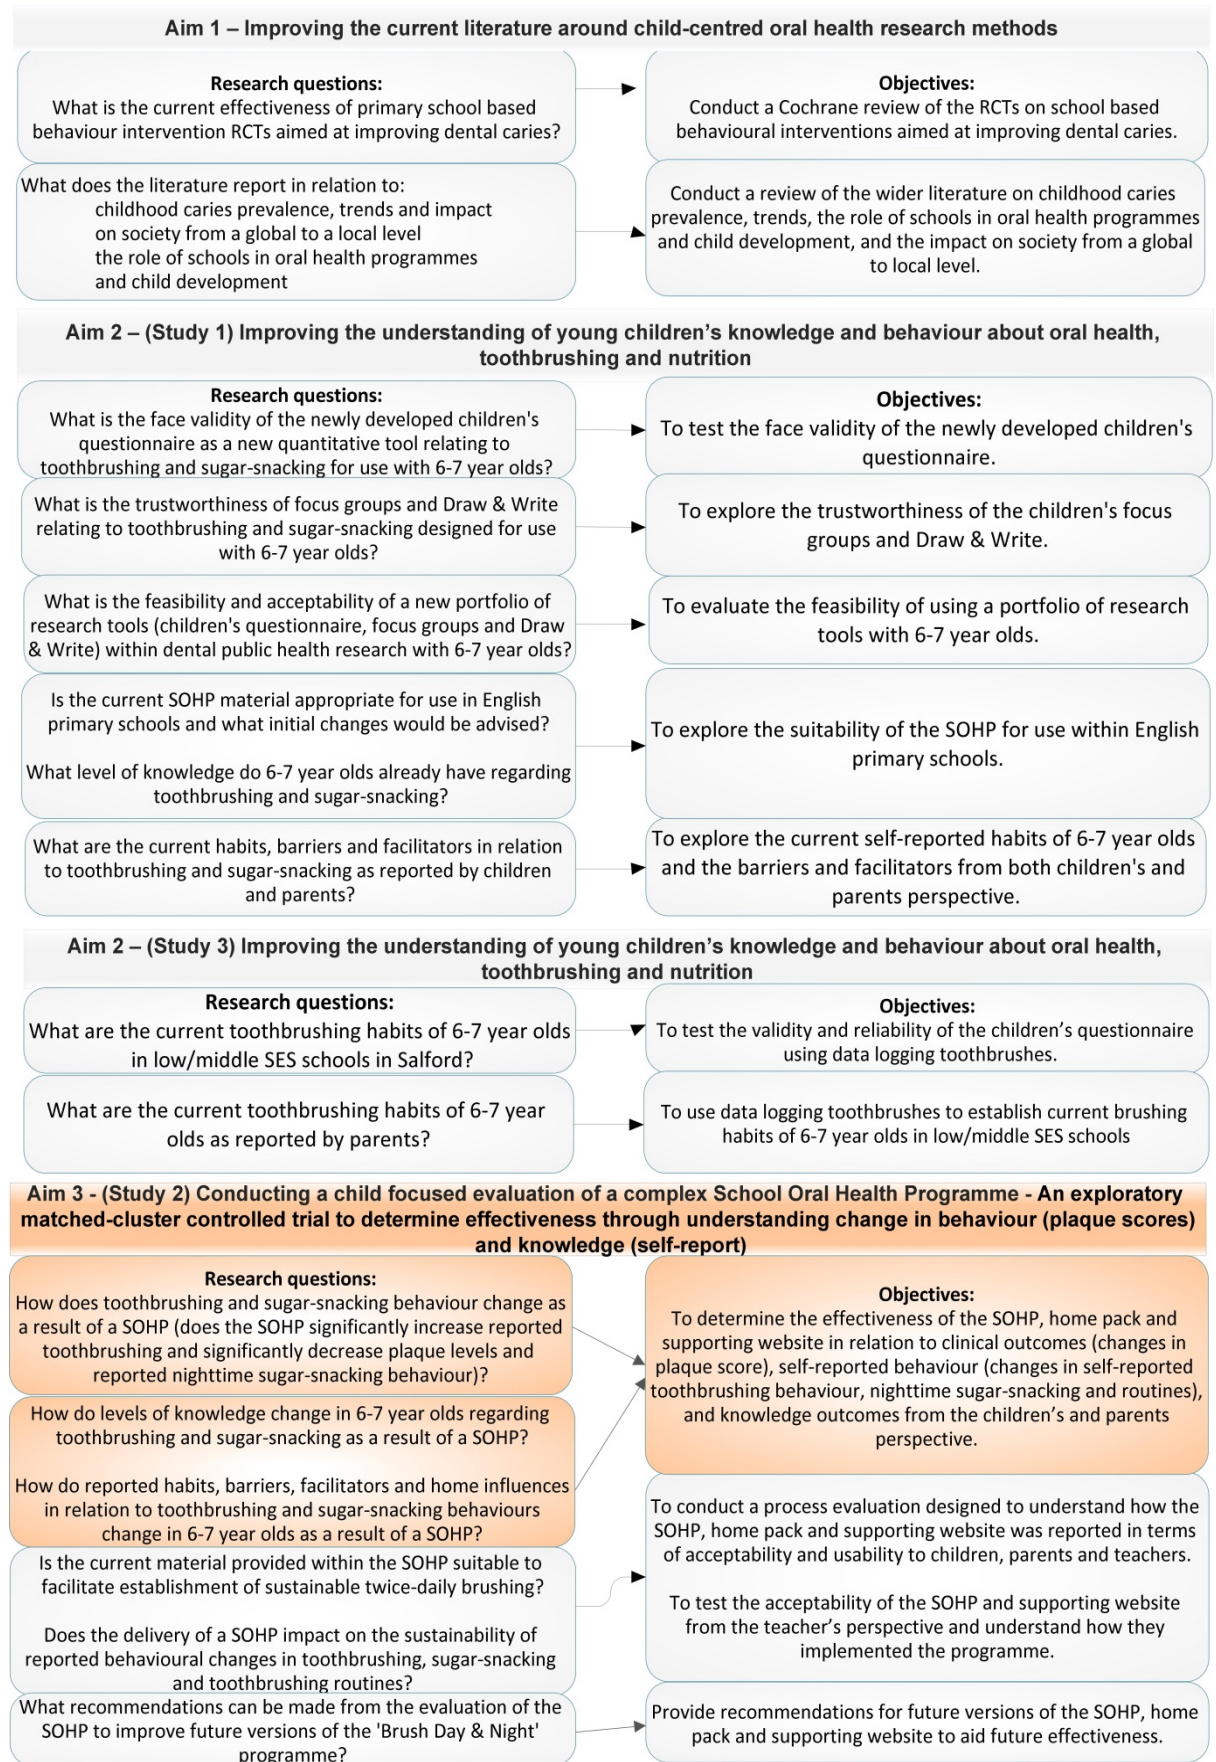 Aim 1 – Improving the current literature around child-centred oral health research methods
Research questions:
What is the current effectiveness of primary school based
behaviour intervention RCTs aimed at improving dental caries?
Objectives:
Conduct a Cochrane review of the RCTs on school based
behavioural interventions aimed at improving dental caries.
What does the literature report in relation to:
childhood caries prevalence, trends and impact
on society from a global to a local level
the role of schools in oral health programmes
and child development
Conduct a review of the wider literature on childhood caries
prevalence, trends, the role of schools in oral health programmes
and child development, and the impact on society from a global
to local level.
Aim 2 – (Study 1) Improving the understanding of young children’s knowledge and behaviour about oral health,
toothbrushing and nutrition
Research questions:
What is the face validity of the newly developed children's
questionnaire as a new quantitative tool relating to
toothbrushing and sugar-snacking for use with 6-7 year olds?
Objectives:
To test the face validity of the newly developed children's
questionnaire.
What is the trustworthiness of focus groups and Draw & Write
relating to toothbrushing and sugar-snacking designed for use
with 6-7 year olds?
To explore the trustworthiness of the children's focus
groups and Draw & Write.
What is the feasibility and acceptability of a new portfolio of
research tools (children's questionnaire, focus groups and Draw
& Write) within dental public health research with 6-7 year olds?
To evaluate the feasibility of using a portfolio of research
tools with 6-7 year olds.
Is the current SOHP material appropriate for use in English
primary schools and what initial changes would be advised?
What level of knowledge do 6-7 year olds already have regarding
toothbrushing and sugar-snacking?
To explore the suitability of the SOHP for use within English
primary schools.
What are the current habits, barriers and facilitators in relation
to toothbrushing and sugar-snacking as reported by children
and parents?
To explore the current self-reported habits of 6-7 year olds
and the barriers and facilitators from both children's and
parents perspective.
Aim 2 – (Study 3) Improving the understanding of young children’s knowledge and behaviour about oral health,
toothbrushing and nutrition
Research questions:
What are the current toothbrushing habits of 6-7 year olds
in low/middle SES schools in Salford?
Objectives:
To test the validity and reliability of the children’s questionnaire
using data logging toothbrushes.
What are the current toothbrushing habits of 6-7 year
olds as reported by parents?
To use data logging toothbrushes to establish current brushing
habits of 6-7 year olds in low/middle SES schools
Aim 3 - (Study 2) Conducting a child focused evaluation of a complex School Oral Health Programme - An exploratory
matched-cluster controlled trial to determine effectiveness through understanding change in behaviour (plaque scores)
and knowledge (self-report)
Research questions:
How does toothbrushing and sugar-snacking behaviour change as
a result of a SOHP (does the SOHP significantly increase reported
toothbrushing and significantly decrease plaque levels and
reported nighttime sugar-snacking behaviour)?
How do levels of knowledge change in 6-7 year olds regarding
toothbrushing and sugar-snacking as a result of a SOHP?
How do reported habits, barriers, facilitators and home influences
in relation to toothbrushing and sugar-snacking behaviours
change in 6-7 year olds as a result of a SOHP?
Objectives:
To determine the effectiveness of the SOHP, home pack and
supporting website in relation to clinical outcomes (changes in
plaque score), self-reported behaviour (changes in self-reported
toothbrushing behaviour, nighttime sugar-snacking and routines),
and knowledge outcomes from the children’s and parents
perspective.
Is the current material provided within the SOHP suitable to
facilitate establishment of sustainable twice-daily brushing?
Does the delivery of a SOHP impact on the sustainability of
reported behavioural changes in toothbrushing, sugar-snacking
and toothbrushing routines?
To conduct a process evaluation designed to understand how the
SOHP, home pack and supporting website was reported in terms
of acceptability and usability to children, parents and teachers.
To test the acceptability of the SOHP and supporting website
from the teacher’s perspective and understand how they
implemented the programme.
What recommendations can be made from the evaluation of the
SOHP to improve future versions of the 'Brush Day & Night'
programme?
Provide recommendations for future versions of the SOHP, home
pack and supporting website to aid future effectiveness.